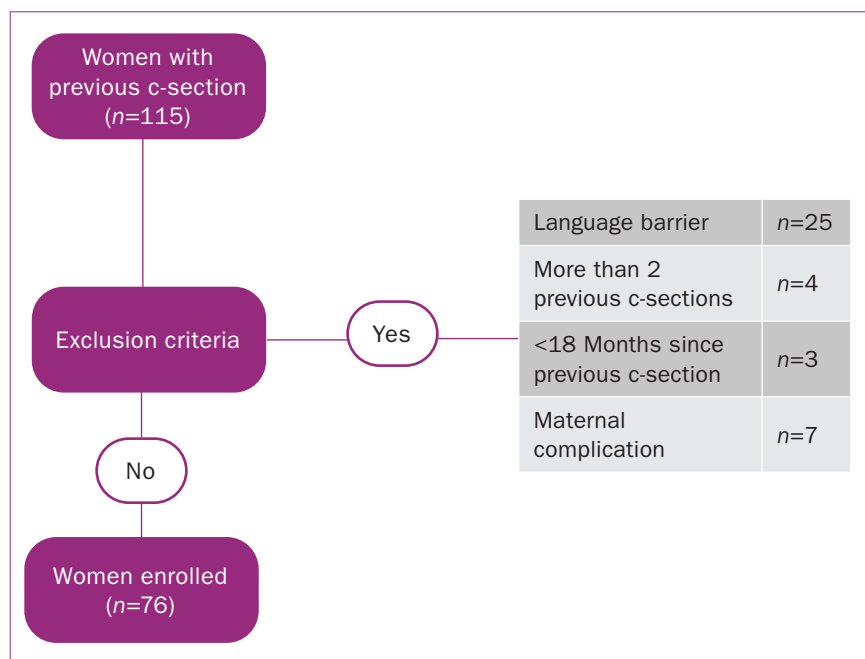 Women with
previous c-section
(n=115)
Exclusion criteria
Yes
Language barrier n=25
More than 2
previous c-sections n=4
<18 Months since
previous c-section n=3
Maternal
complication n=7
No
Women enrolled
(n=76)